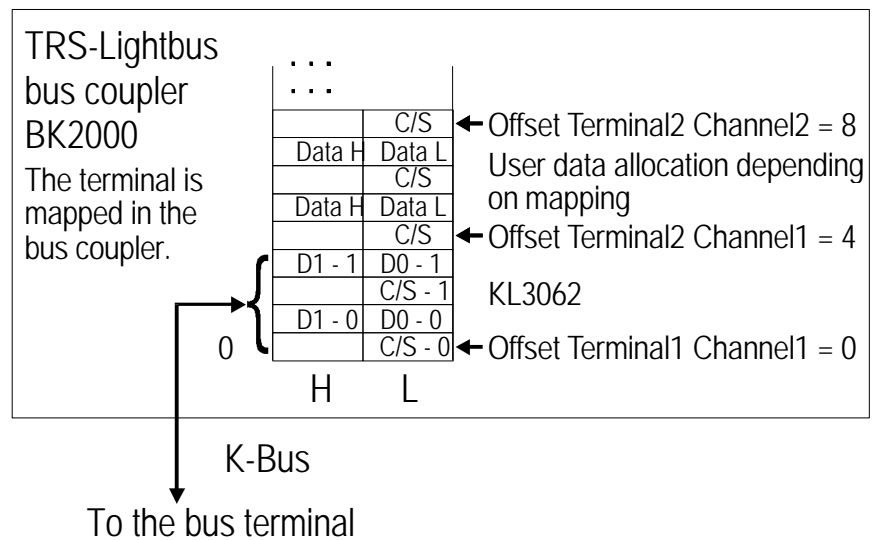 TRS-Lightbus
bus coupler
BK2000
The terminal is
mapped in the
bus coupler.
. . .
. . .
C/S
Offset Terminal2 Channel2 = 8
Data H Data L
User data allocation depending
on mapping
C/S
Data H Data L
C/S
Offset Terminal2 Channel1 = 4
D1 - 1 D0 - 1
C/S - 1
KL3062
D1 - 0 D0 - 0
0
C/S - 0
Offset Terminal1 Channel1 = 0
H L
K-Bus
To the bus terminal